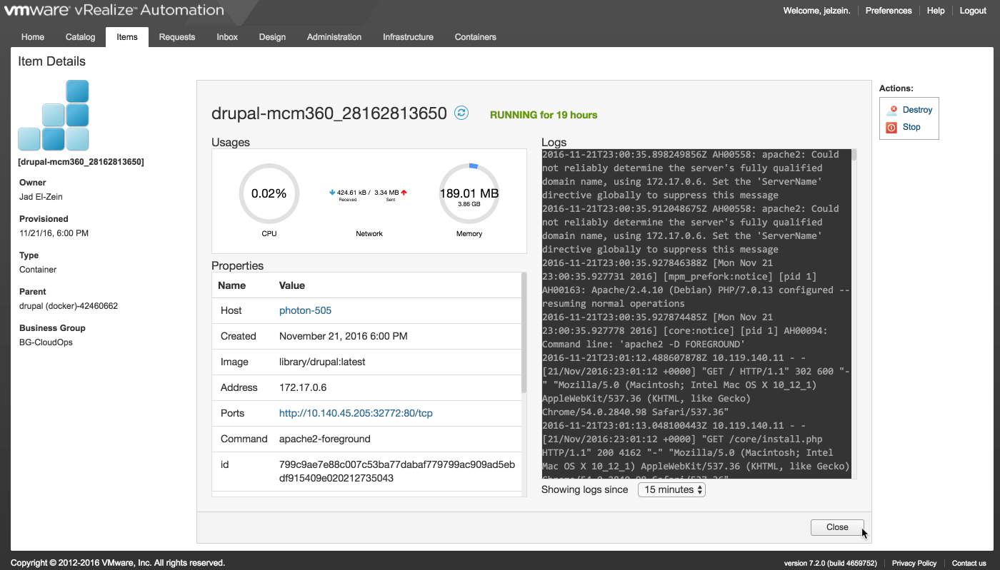 vmware vRealize™ Automation
Welcome, jelzein. Preferences Help Logout
Home Catalog Items Requests Inbox Design Administration Infrastructure Containers
Item Details
[drupal-mcm360_28162813650]
Owner
Jad El-Zein
Provisioned
11/21/16, 6:00 PM
Type
Container
Parent
drupal (docker)-42460662
Business Group
BG-CloudOps
drupal-mcm360_28162813650
RUNNING for 19 hours
Usages
0.02%
CPU
424.61 kB / 3.34 MB
Received Sent
Network
189.01 MB
3.86 GB
Memory
Properties
Name Value
Host photon-505
Created November 21, 2016 6:00 PM
Image library/drupal:latest
Address 172.17.0.6
Ports http://10.140.45.205:32772:80/tcp
Command apache2-foreground
id 799c9ae7e88c007c53ba77dabaf779799ac909ad5eb
df915409e020212735043
Logs
2016-11-21T23:00:35.898249856Z AH00558: apache2: Could
not reliably determine the server's fully qualified
domain name, using 172.17.0.6. Set the 'ServerName'
directive globally to suppress this message
2016-11-21T23:00:35.912048675Z AH00558: apache2: Could
not reliably determine the server's fully qualified
domain name, using 172.17.0.6. Set the 'ServerName'
directive globally to suppress this message
2016-11-21T23:00:35.927846388Z [Mon Nov 21
23:00:35.927731 2016] [mpm_prefork:notice] [pid 1]
AH00163: Apache/2.4.10 (Debian) PHP/7.0.13 configured --
resuming normal operations
2016-11-21T23:00:35.927874485Z [Mon Nov 21
23:00:35.927778 2016] [core:notice] [pid 1] AH00094:
Command line: 'apache2 -D FOREGROUND'
2016-11-21T23:01:12.488607878Z 10.119.140.11 - -
[21/Nov/2016:23:01:12 +0000] "GET / HTTP/1.1" 302 600 "-
" "Mozilla/5.0 (Macintosh; Intel Mac OS X 10_12_1)
AppleWebKit/537.36 (KHTML, like Gecko)
Chrome/54.0.2840.98 Safari/537.36"
2016-11-21T23:01:13.048100443Z 10.119.140.11 - -
[21/Nov/2016:23:01:12 +0000] "GET /core/install.php
HTTP/1.1" 200 4162 "-" "Mozilla/5.0 (Macintosh; Intel
Mac OS X 10_12_1) AppleWebKit/537.36 (KHTML, like Gecko)
Chrome/54.0.2840.98 Safari/537.36"
Showing logs since 15 minutes
Close
Actions:
Destroy
Stop
Copyright © 2012-2016 VMware, Inc. All rights reserved.
version 7.2.0 (build 4659752) Privacy Policy Contact us